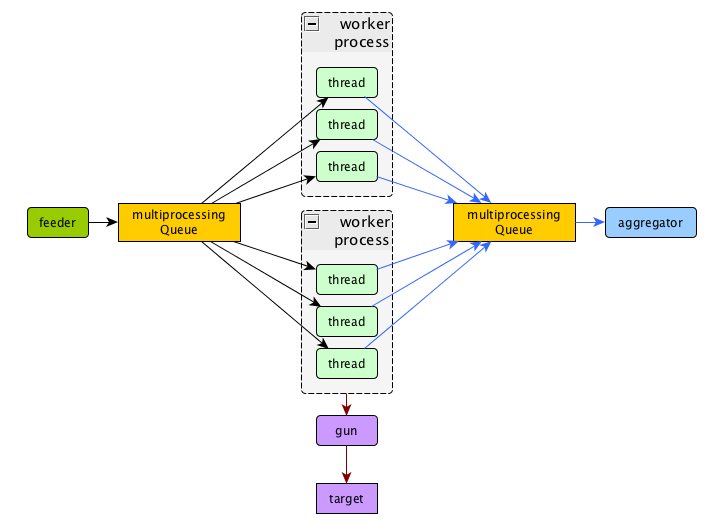 worker
process
thread
thread
thread
feeder
multiprocessing
Queue
multiprocessing
Queue
aggregator
worker
process
thread
thread
thread
gun
target